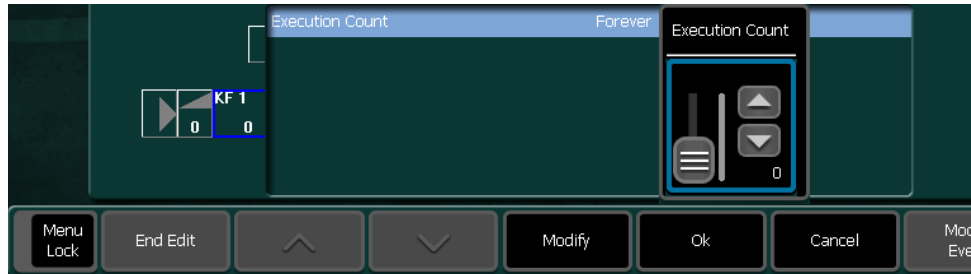 Execution Count Forever
Execution Count
KF 1
0 0
0
Menu
Lock
End Edit
Modify
Ok
Cancel